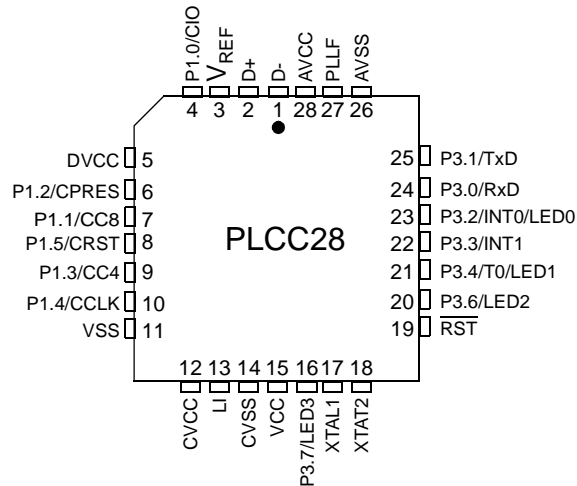 P1.0/CIO
VREF
D+
D-
AVCC
PLLF
AVSS
4 3 2 1 28 27 26
DVCC 5
P1.2/CPRES 6
P1.1/CC8 7
P1.5/CRST 8
P1.3/CC4 9
P1.4/CCLK 10
VSS 11
PLCC28
25 P3.1/TxD
24 P3.0/RxD
23 P3.2/INT0/LED0
22 P3.3/INT1
21 P3.4/T0/LED1
20 P3.6/LED2
19 RST
12 13 14 15 16 17 18
CVCC
LI
CVSS
VCC
P3.7/LED3
XTAL1
XTAT2